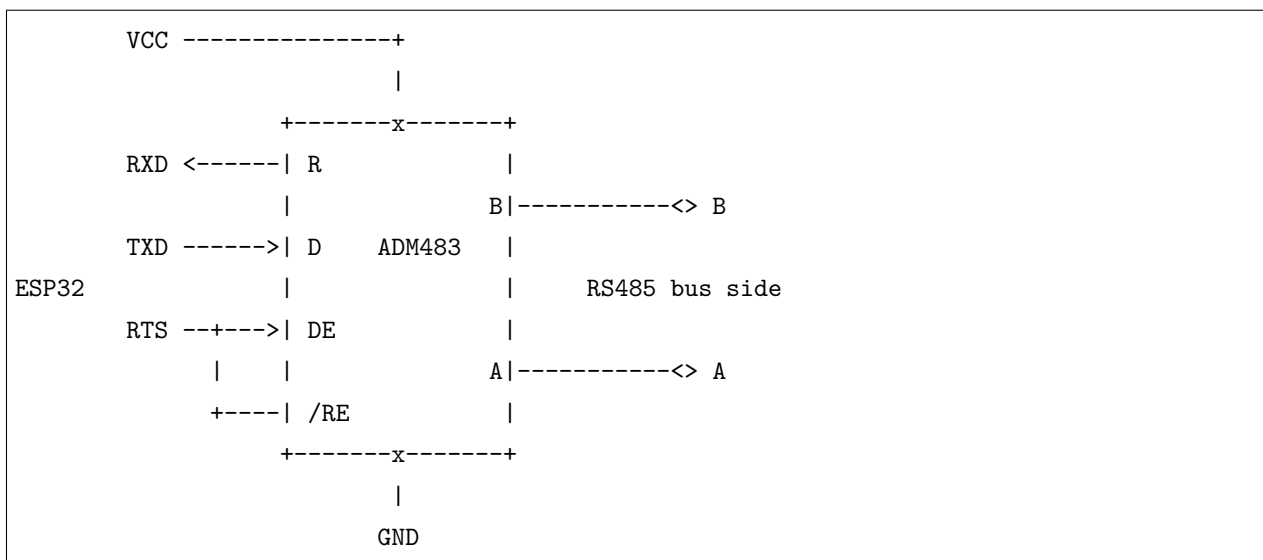 VCC ---------------+
|
+-------x-------+
RXD <------| R |
| B|-----------<> B
TXD ------>| D ADM483 |
ESP32 | | RS485 bus side
RTS --+--->| DE |
| | A|-----------<> A
+----| /RE |
+-------x-------+
|
GND